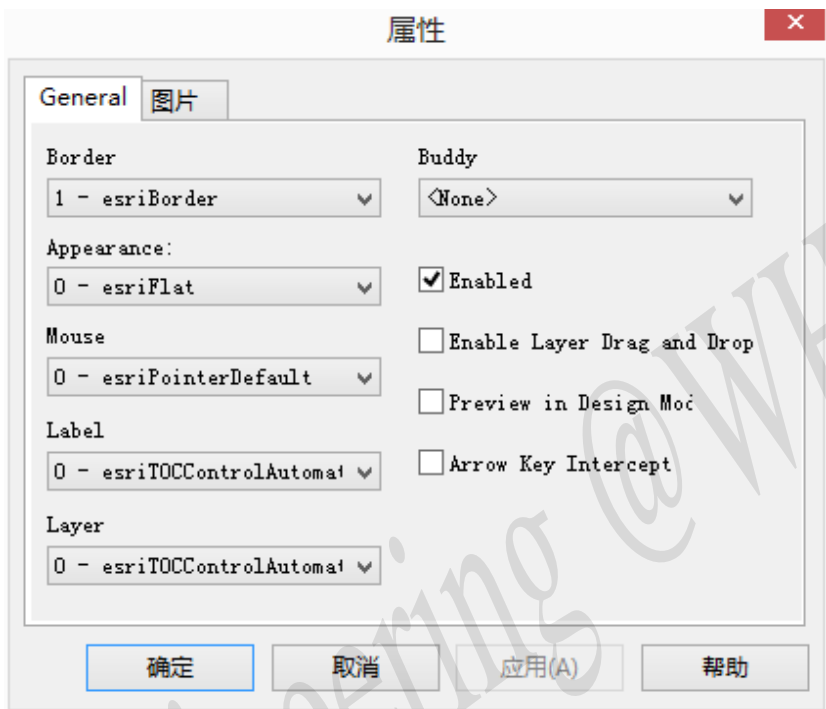 属性
General 图片
Border
1 - esriBorder
Appearance:
0 - esriFlat
Mouse
0 - esriPointerDefault
Label
0 - esriTOCControlAutomat
Layer
0 - esriTOCControlAutomat
Buddy
<None>
Enabled
Enable Layer Drag and Drop
Preview in Design Mod
Arrow Key Intercept
确定 取消 应用(A) 帮助